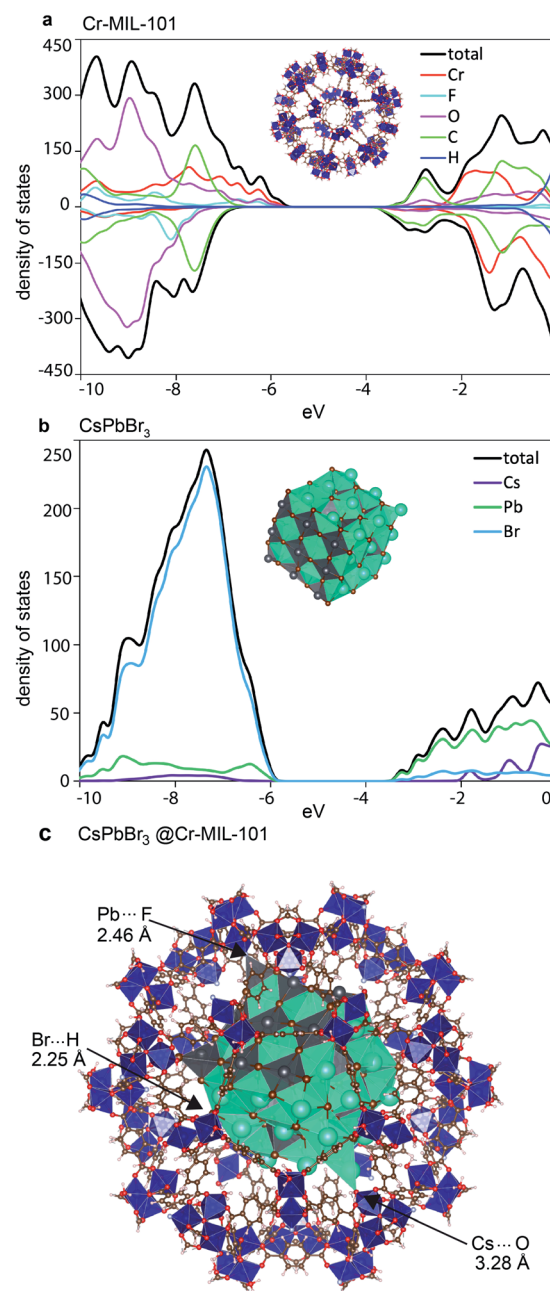 a Cr-MIL-101
450
300
150
0
-150
-300
-450
density of states
total
Cr
F
O
C
H
-10 -8 -6 -4 -2
eV
b CsPbBr3
250
200
150
100
50
0
density of states
total
Cs
Pb
Br
-10 -8 -6 -4 -2 0
eV
c CsPbBr3 @Cr-MIL-101
Pb··· F
2.46 Å
Br···H
2.25 Å
Cs··· O
3.28 Å